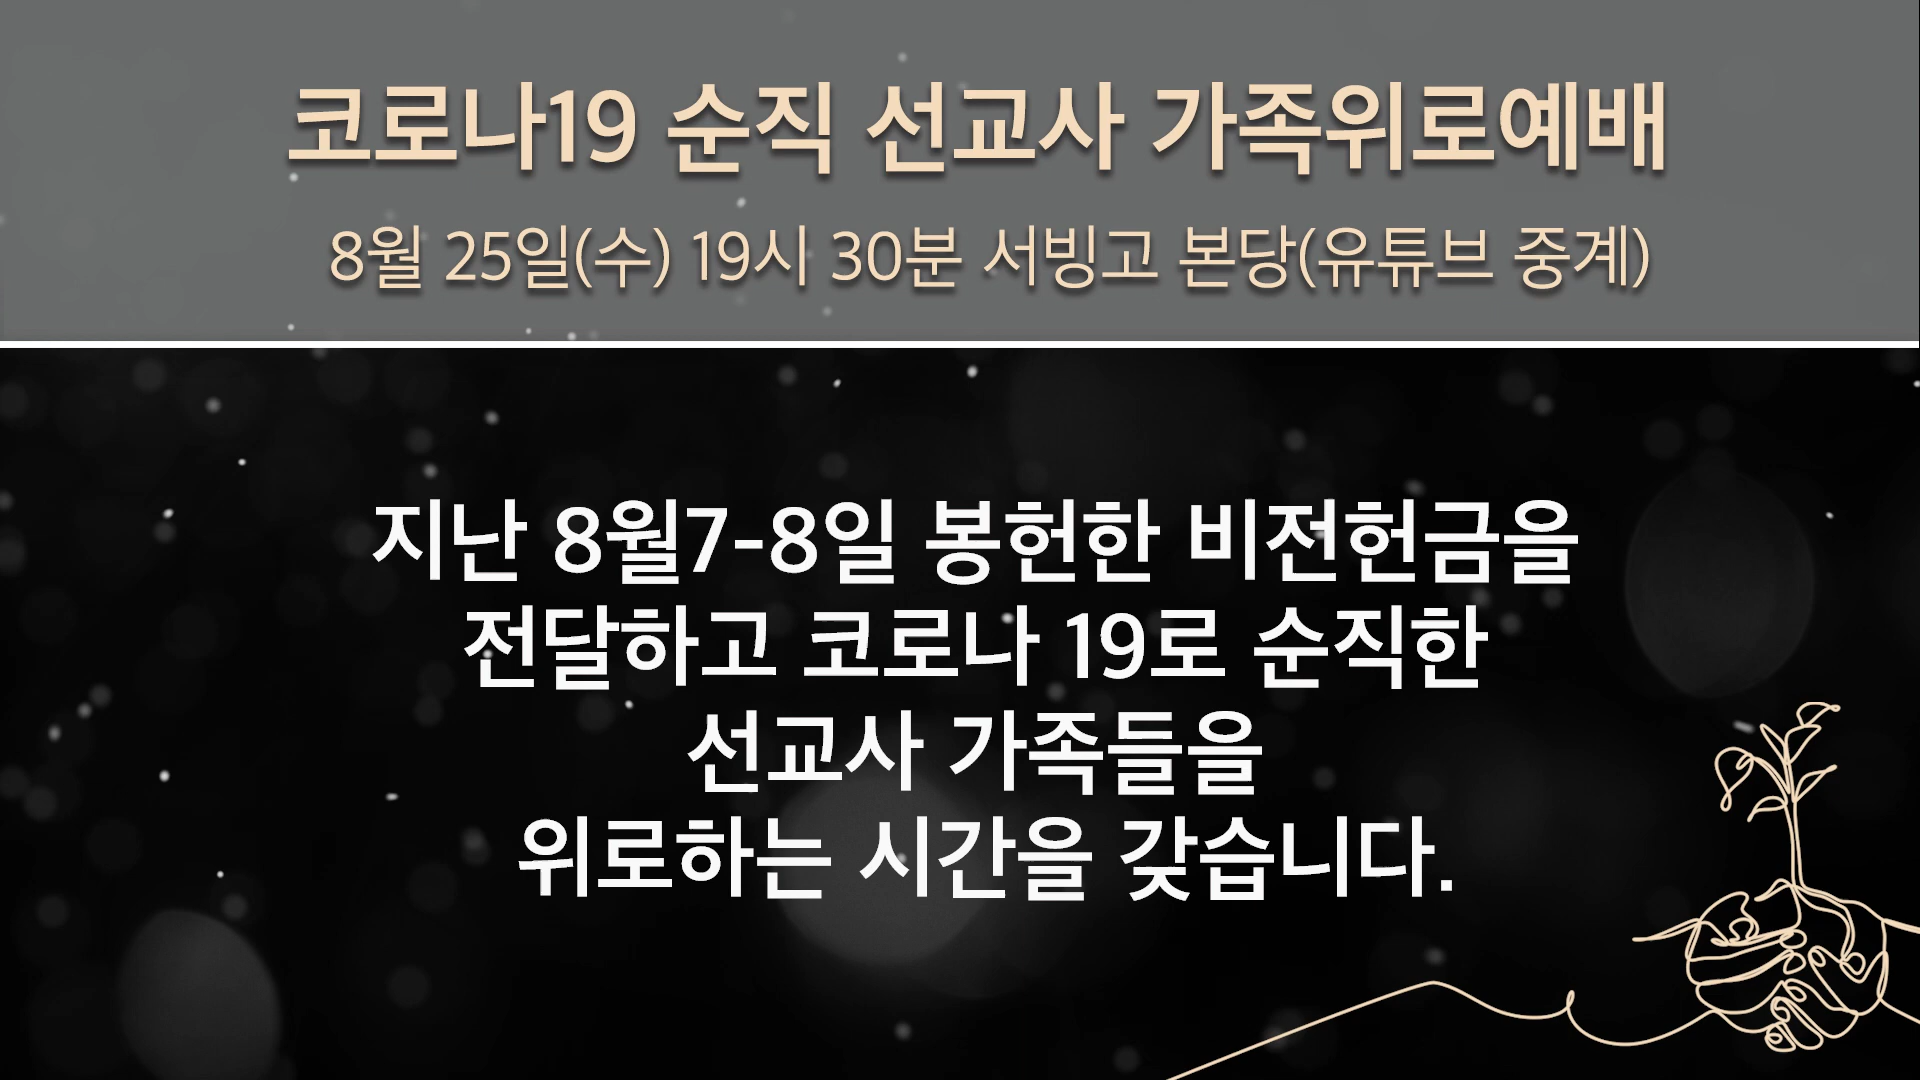 코로나19 순직 선교사 가족위로예배
8월 25일(수) 19시 30분 서빙고 본당(유튜브 중계)
지난 8월7-8일 봉헌한 비전헌금을
전달하고 코로나 19로 순직한
선교사 가족들을
위로하는 시간을 갖습니다.